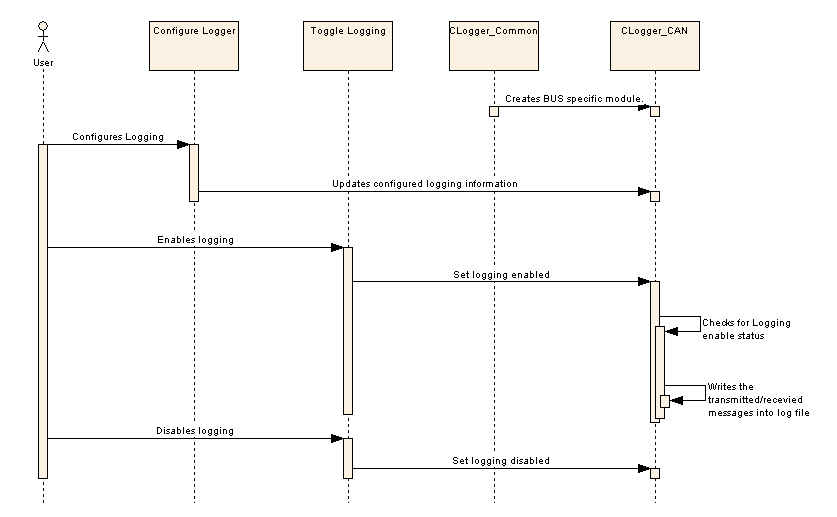 Configure Logger
Toggle Logging
CLogger_Common
CLogger_CAN
User
Creates BUS specific module.
Configures Logging
Updates configured logging information
Enables logging
Set logging enabled
Checks for Logging
enable status
Writes the
transmitted/recevied
messages into log file
Disables logging
Set logging disabled